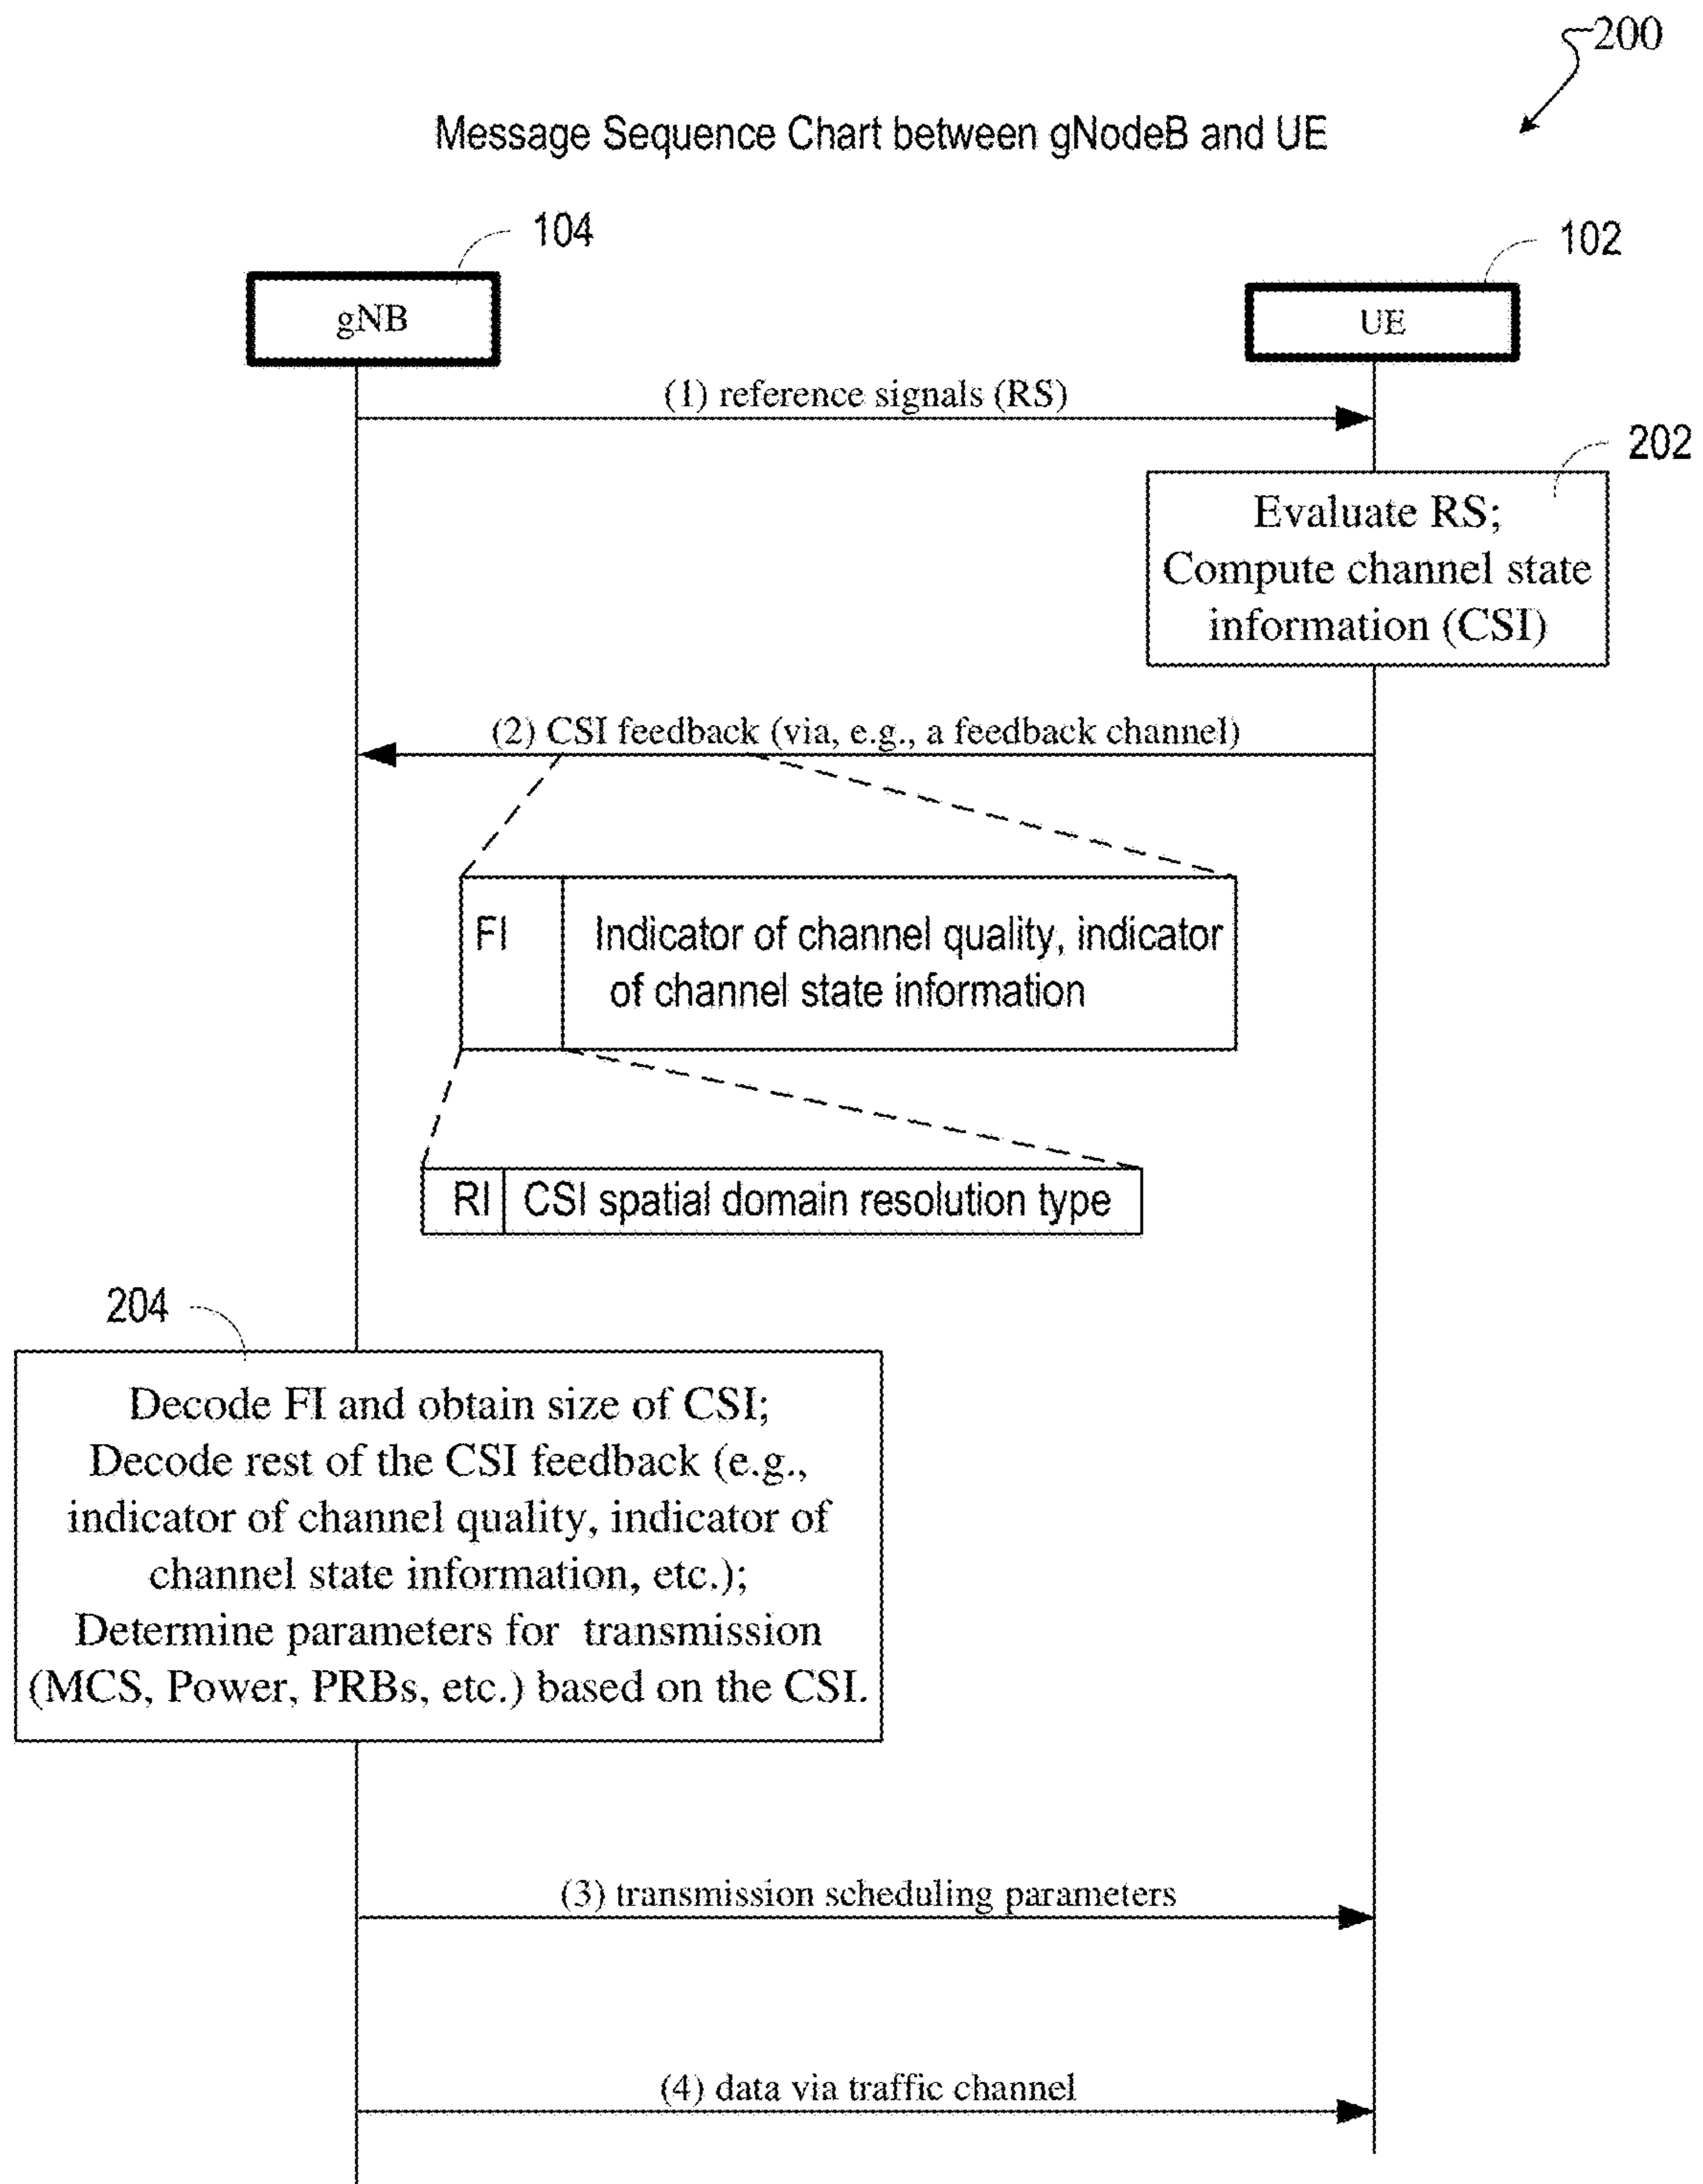 200
Message Sequence Chart between gNodeB and UE
104
102
gNB
UE
(1) reference signals (RS)
202
Evaluate RS;
Compute channel state
information (CSI)
(2) CSI feedback (via, e.g., a feedback channel)
FI
Indicator of channel quality, indicator
of channel state information
RI
CSI spatial domain resolution type
204
Decode FI and obtain size of CSI;
Decode rest of the CSI feedback (e.g.,
indicator of channel quality, indicator of
channel state information, etc.);
Determine parameters for transmission
(MCS, Power, PRBs, etc.) based on the CSI.
(3) transmission scheduling parameters
(4) data via traffic channel